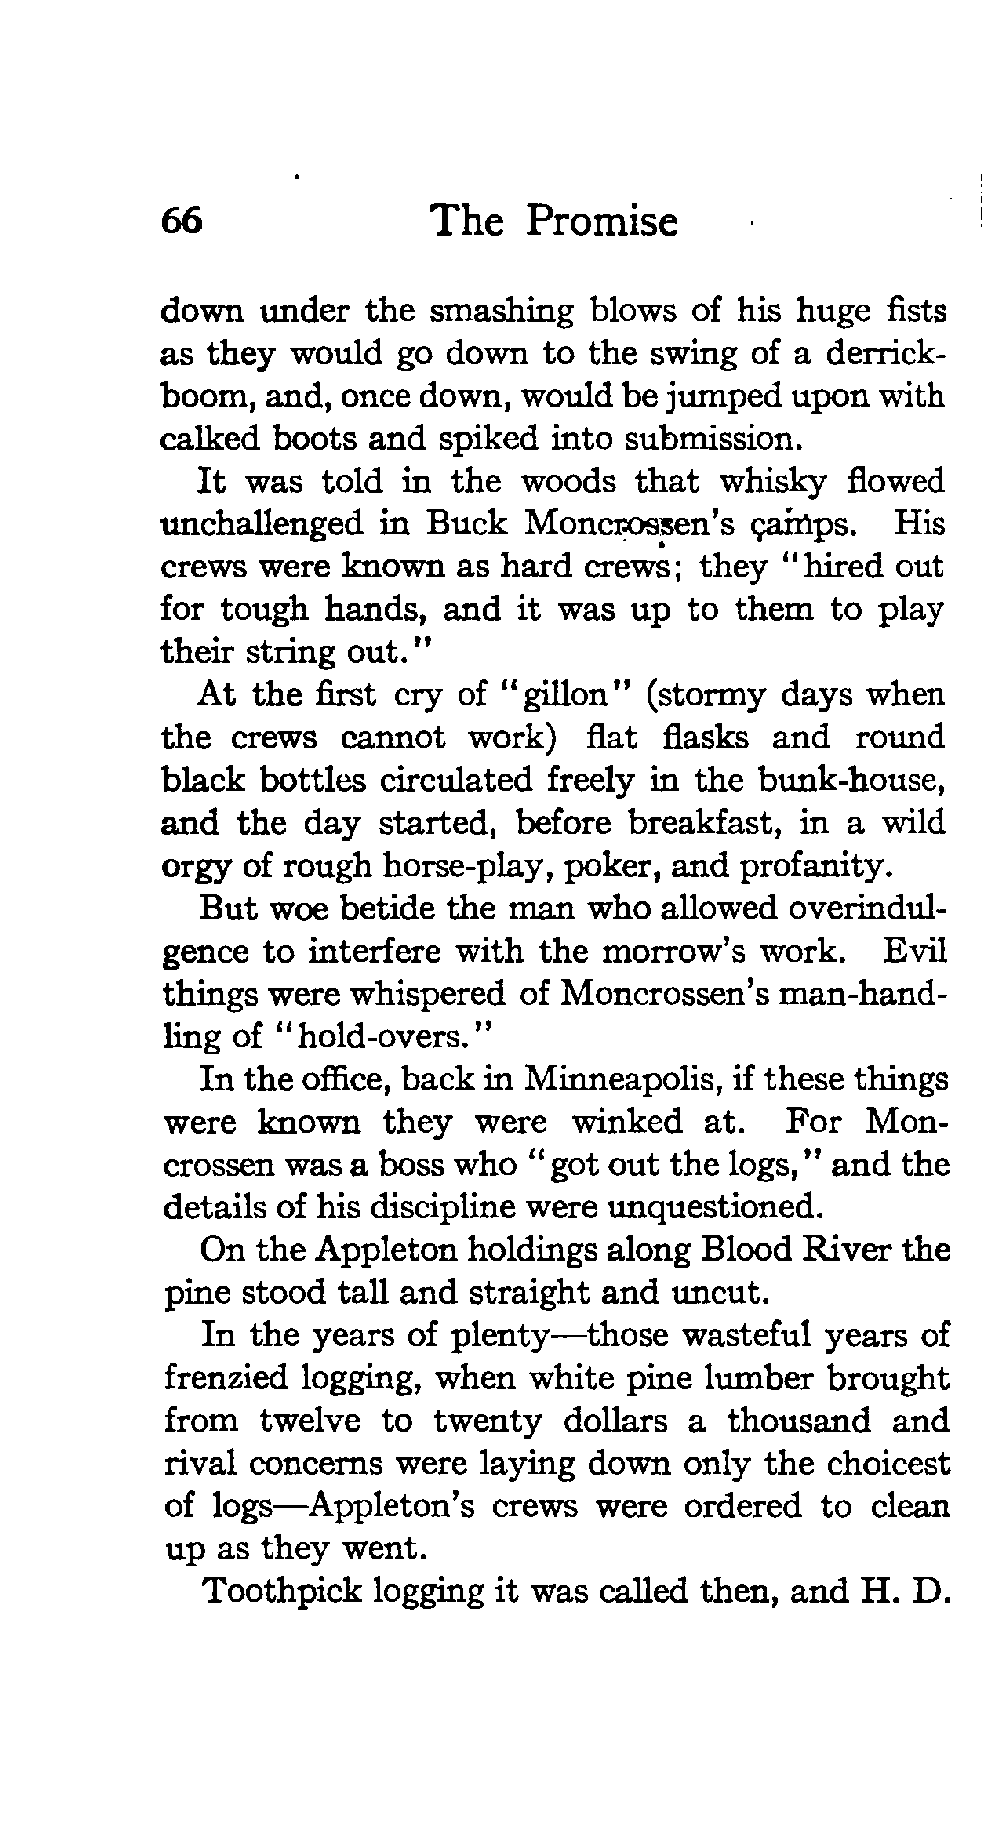 66 The Promise
down under the smashing blows of his huge fists
as they would go down to the swing of a derrick-
boom, and, once down, would be jumped upon with
calked boots and spiked into submission.
It was told in the woods that whisky flowed
unchallenged in Buck Moncrossen's camps. His
crews were known as hard crews; they "hired out
for tough hands, and it was up to them to play
their string out."
At the first cry of "gillon" (stormy days when
the crews cannot work) flat flasks and round
black bottles circulated freely in the bunk-house,
and the day started, before breakfast, in a wild
orgy of rough horse-play, poker, and profanity.
But woe betide the man who allowed overindul-
gence to interfere with the morrow's work. Evil
things were whispered of Moncrossen's man-hand-
ling of "hold-overs."
In the office, back in Minneapolis, if these things
were known they were winked at. For Mon-
crossen was a boss who "got out the logs," and the
details of his discipline were unquestioned.
On the Appleton holdings along Blood River the
pine stood tall and straight and uncut.
In the years of plenty—those wasteful years of
frenzied logging, when white pine lumber brought
from twelve to twenty dollars a thousand and
rival concerns were laying down only the choicest
of logs—Appleton's crews were ordered to clean
up as they went.
Toothpick logging it was called then, and H. D.